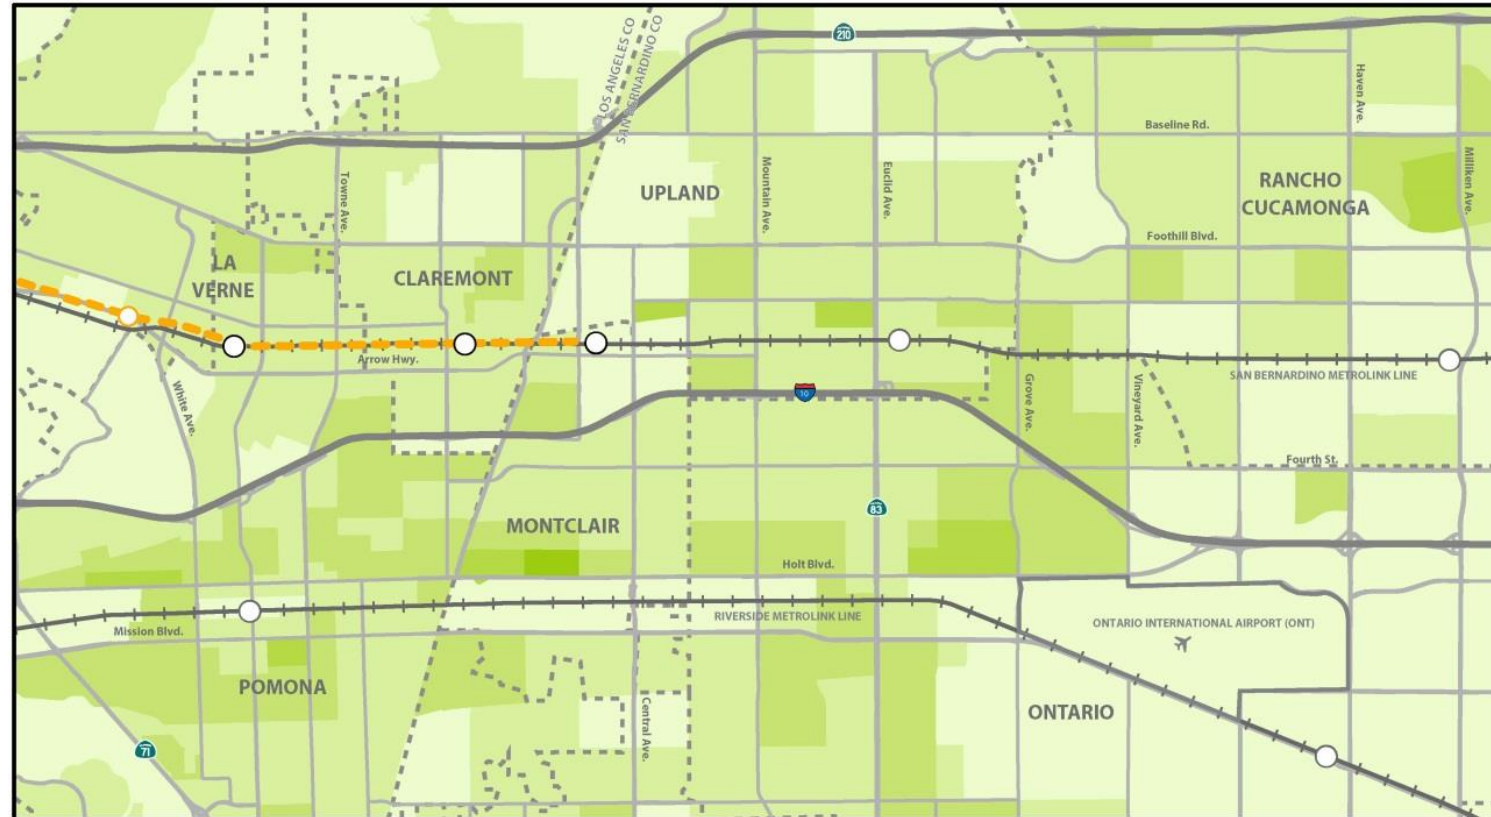 210
LOS ANGELES CO
SAN BERNARDINO CO
Haven Ave.
Baseline Rd.
Milliken Ave.
Towne Ave.
Mountain Ave.
Euclid Ave.
UPLAND
RANCHO
CUCAMONGA
Foothill Blvd.
LA
VERNE
CLAREMONT
Arrow Hwy.
SAN BERNARDINO METROLINK LINE
White Ave.
10
Grove Ave.
Vineyard Ave.
Fourth St.
83
MONTCLAIR
Holt Blvd.
RIVERSIDE METROLINK LINE
ONTARIO INTERNATIONAL AIRPORT (ONT)
Mission Blvd.
POMONA
Central Ave.
ONTARIO
71